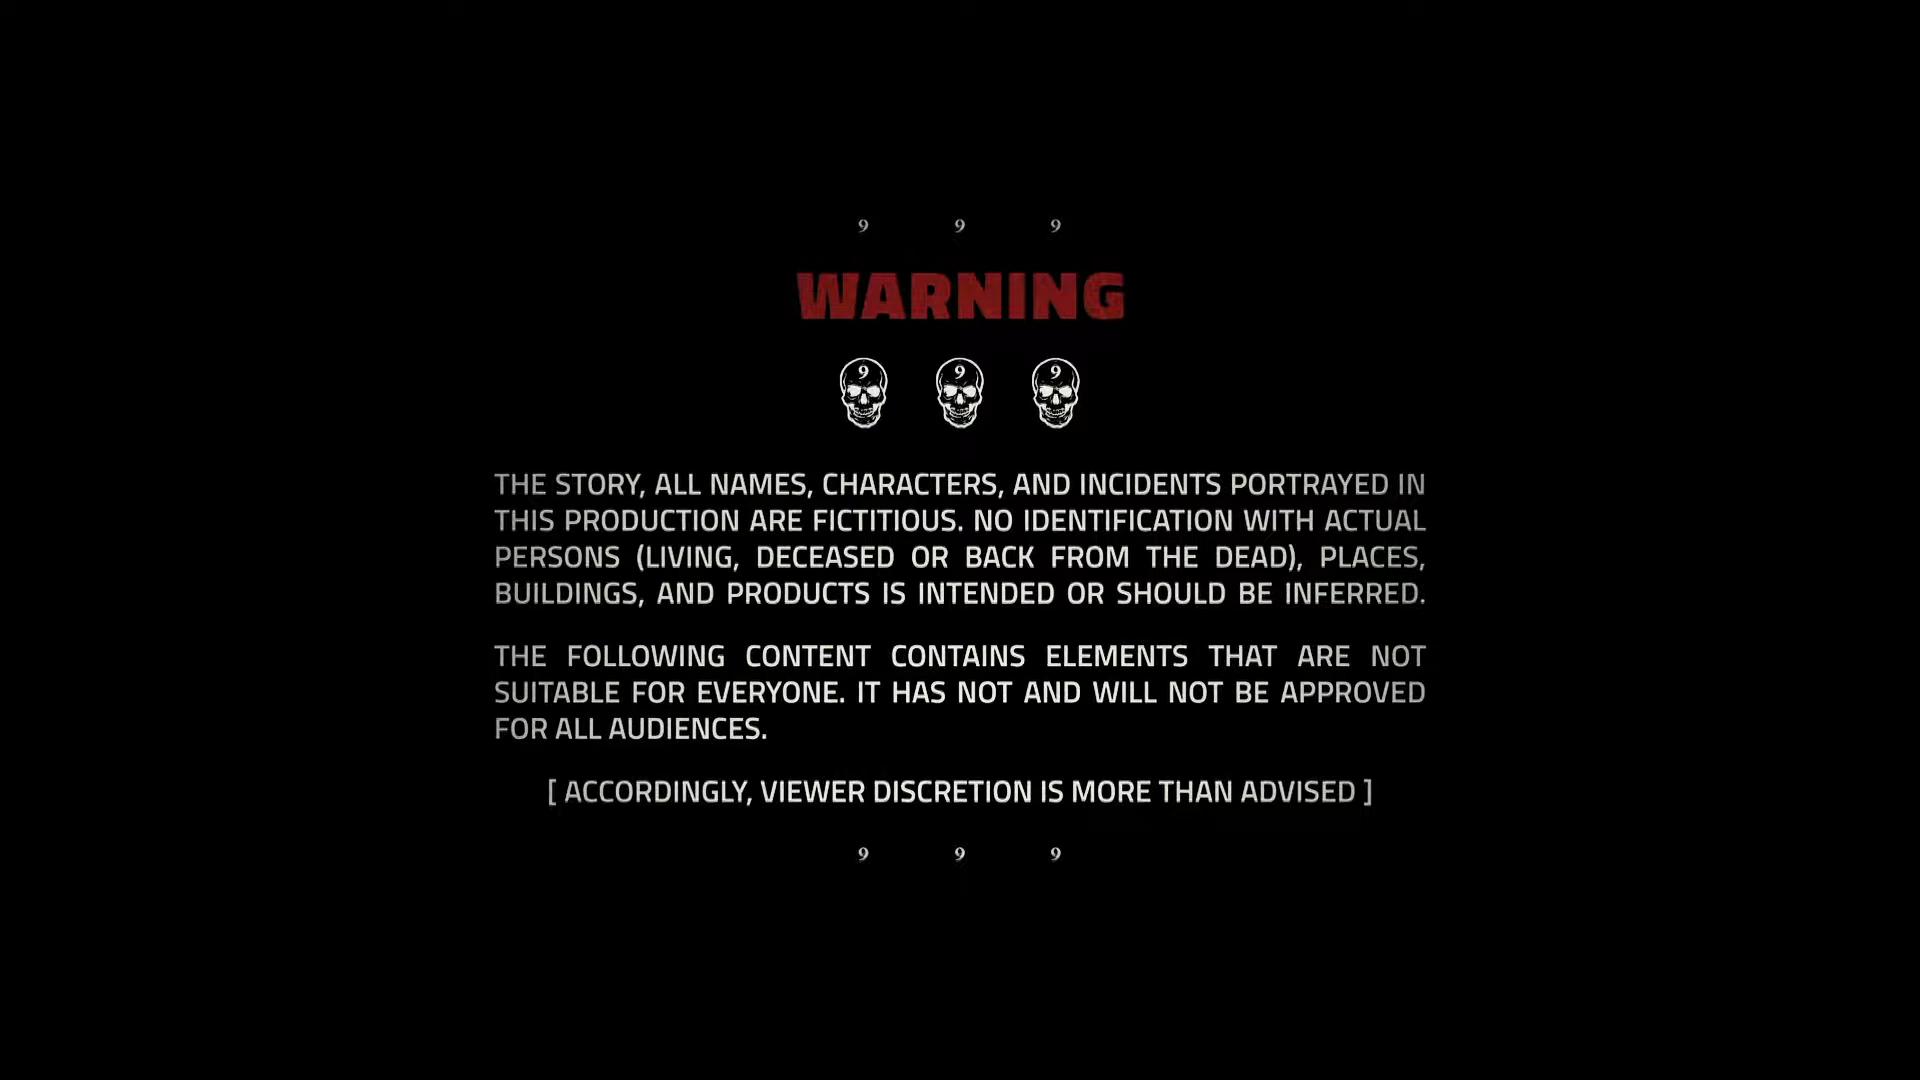 9 9 9
WARNING
9 9 9
THE STORY, ALL NAMES, CHARACTERS, AND INCIDENTS PORTRAYED IN
THIS PRODUCTION ARE FICTITIOUS. NO IDENTIFICATION WITH ACTUAL
PERSONS (LIVING, DECEASED OR BACK FROM THE DEAD), PLACES,
BUILDINGS, AND PRODUCTS IS INTENDED OR SHOULD BE INFERRED.
THE FOLLOWING CONTENT CONTAINS ELEMENTS THAT ARE NOT
SUITABLE FOR EVERYONE. IT HAS NOT AND WILL NOT BE APPROVED
FOR ALL AUDIENCES.
[ ACCORDINGLY, VIEWER DISCRETION IS MORE THAN ADVISED ]
9 9 9